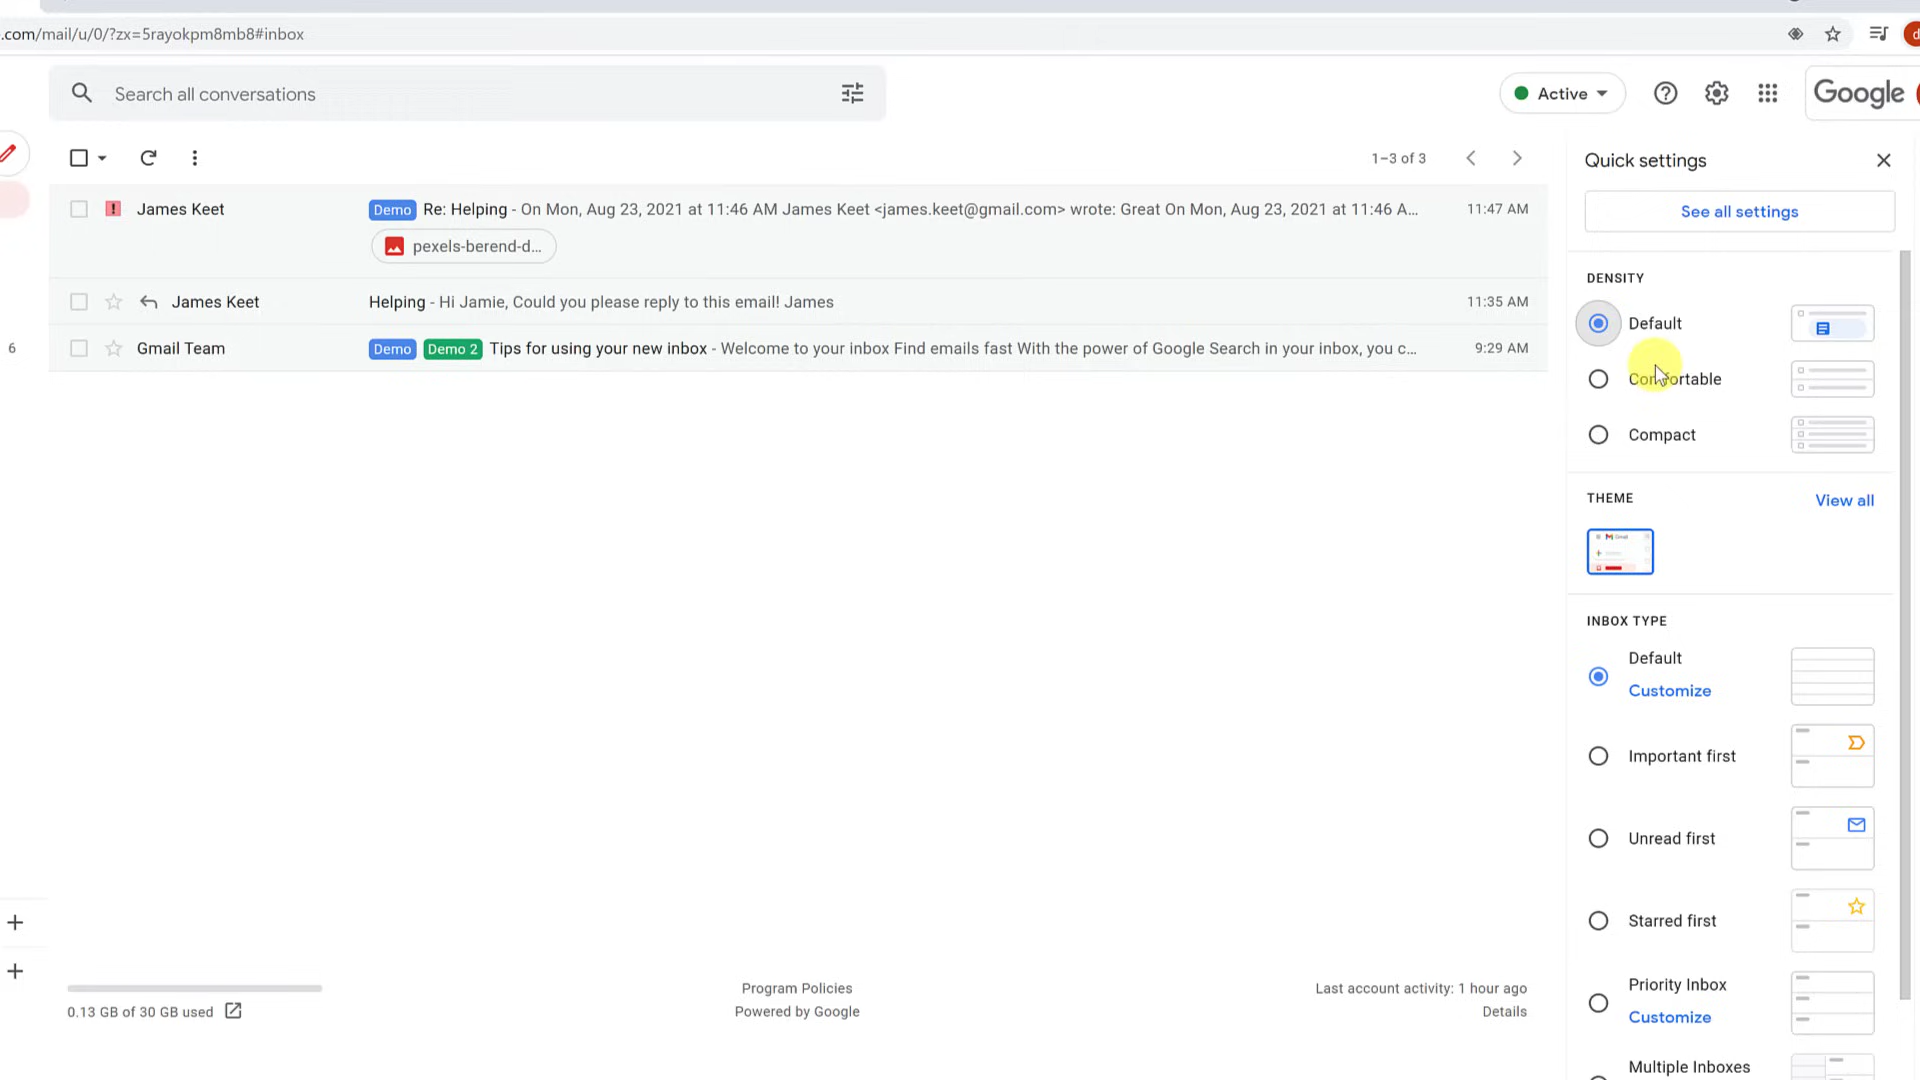 .com/mail/u/0/?zx=5rayokpm8mb8#inbox
Search all conversations
Active
Google
1–3 of 3
James Keet Demo Re: Helping - On Mon, Aug 23, 2021 at 11:46 AM James Keet <james.keet@gmail.com> wrote: Great On Mon, Aug 23, 2021 at 11:46 A... 11:47 AM
pexels-berend-d...
James Keet Helping - Hi Jamie, Could you please reply to this email! James 11:35 AM
6 Gmail Team Demo Demo 2 Tips for using your new inbox - Welcome to your inbox Find emails fast With the power of Google Search in your inbox, you c... 9:29 AM
0.13 GB of 30 GB used
Program Policies
Powered by Google
Last account activity: 1 hour ago
Details
Quick settings
See all settings
DENSITY
Default
Comfortable
Compact
THEME
View all
Gmail
INBOX TYPE
Default
Customize
Important first
Unread first
Starred first
Priority Inbox
Customize
Multiple Inboxes